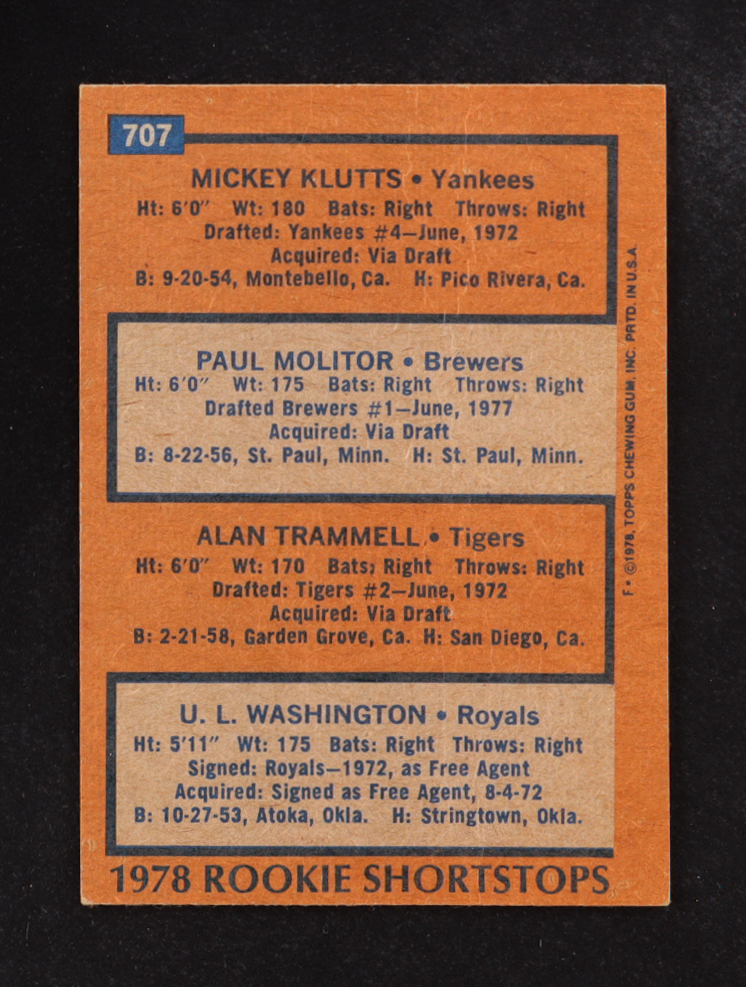 707
MICKEY KLUTTS • Yankees
Ht: 6'0" Wt: 180 Bats: Right Throws: Right
Drafted: Yankees #4—June, 1972
Acquired: Via Draft
B: 9-20-54, Montebello, Ca. H: Pico Rivera, Ca.
PAUL MOLITOR • Brewers
Ht: 6'0" Wt: 175 Bats: Right Throws: Right
Drafted Brewers #1—June, 1977
Acquired: Via Draft
B: 8-22-56, St. Paul, Minn. H: St. Paul, Minn.
ALAN TRAMMELL • Tigers
Ht: 6'0" Wt: 170 Bats: Right Throws: Right
Drafted: Tigers #2—June, 1972
Acquired: Via Draft
B: 2-21-58, Garden Grove, Ca. H: San Diego, Ca.
U. L. WASHINGTON • Royals
Ht: 5'11" Wt: 175 Bats: Right Throws: Right
Signed: Royals—1972, as Free Agent
Acquired: Signed as Free Agent, 8-4-72
B: 10-27-53, Atoka, Okla. H: Stringtown, Okla.
1978 ROOKIE SHORTSTOPS
F* ©1978, TOPPS CHEWING GUM, INC. PRTD. IN U.S.A.